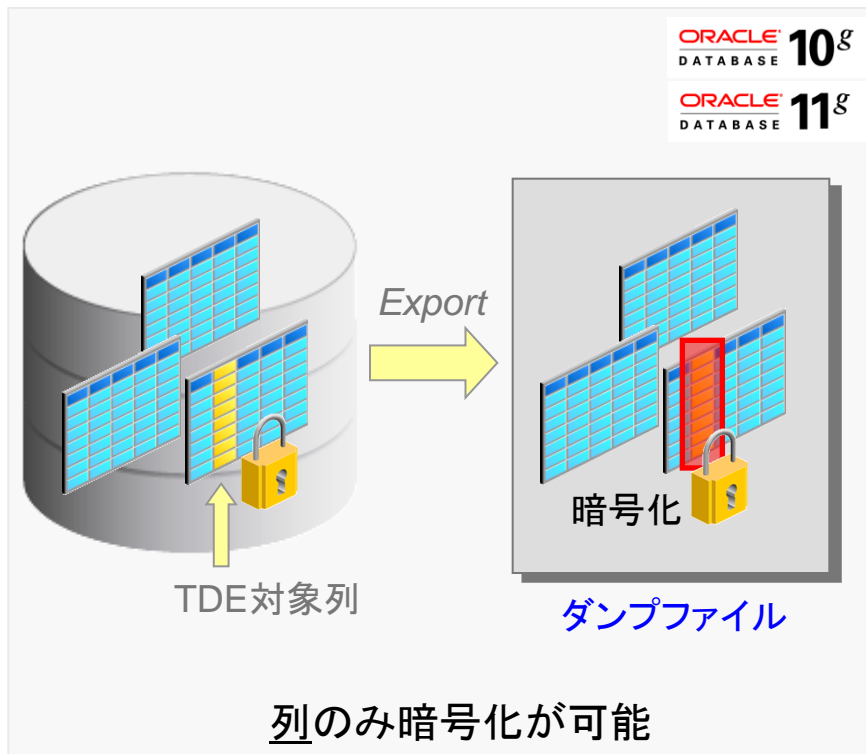 ORACLE
DATABASE 10g
ORACLE
DATABASE 11g
Export
暗号化
TDE対象列
ダンプファイル
列のみ暗号化が可能